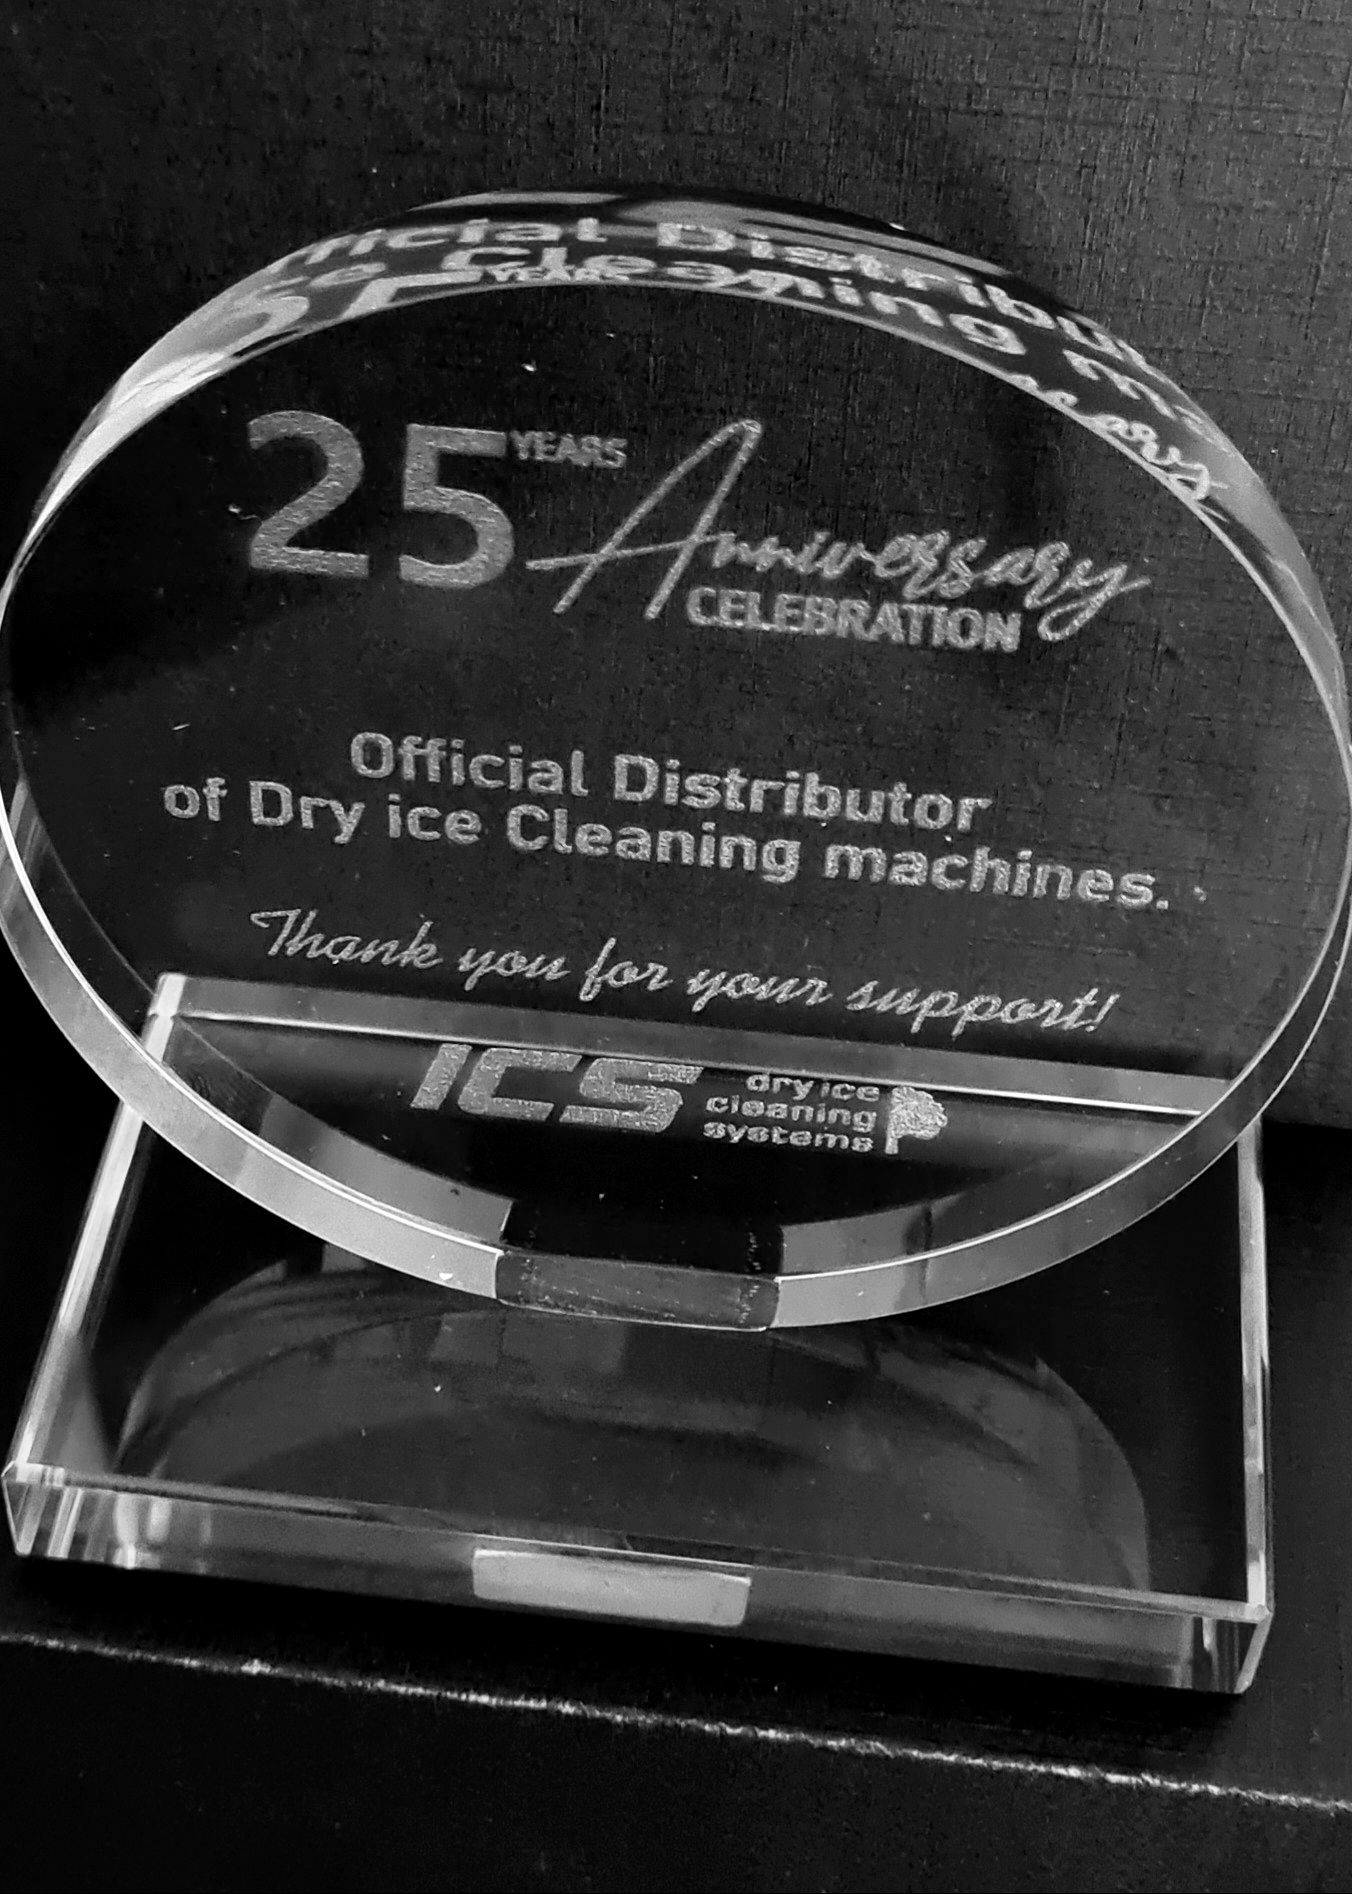 25 YEARS Anniversary
CELEBRATION
Official Distributor
of Dry ice Cleaning machines.
Thank you for your support!
ICS dry ice
cleaning
systems